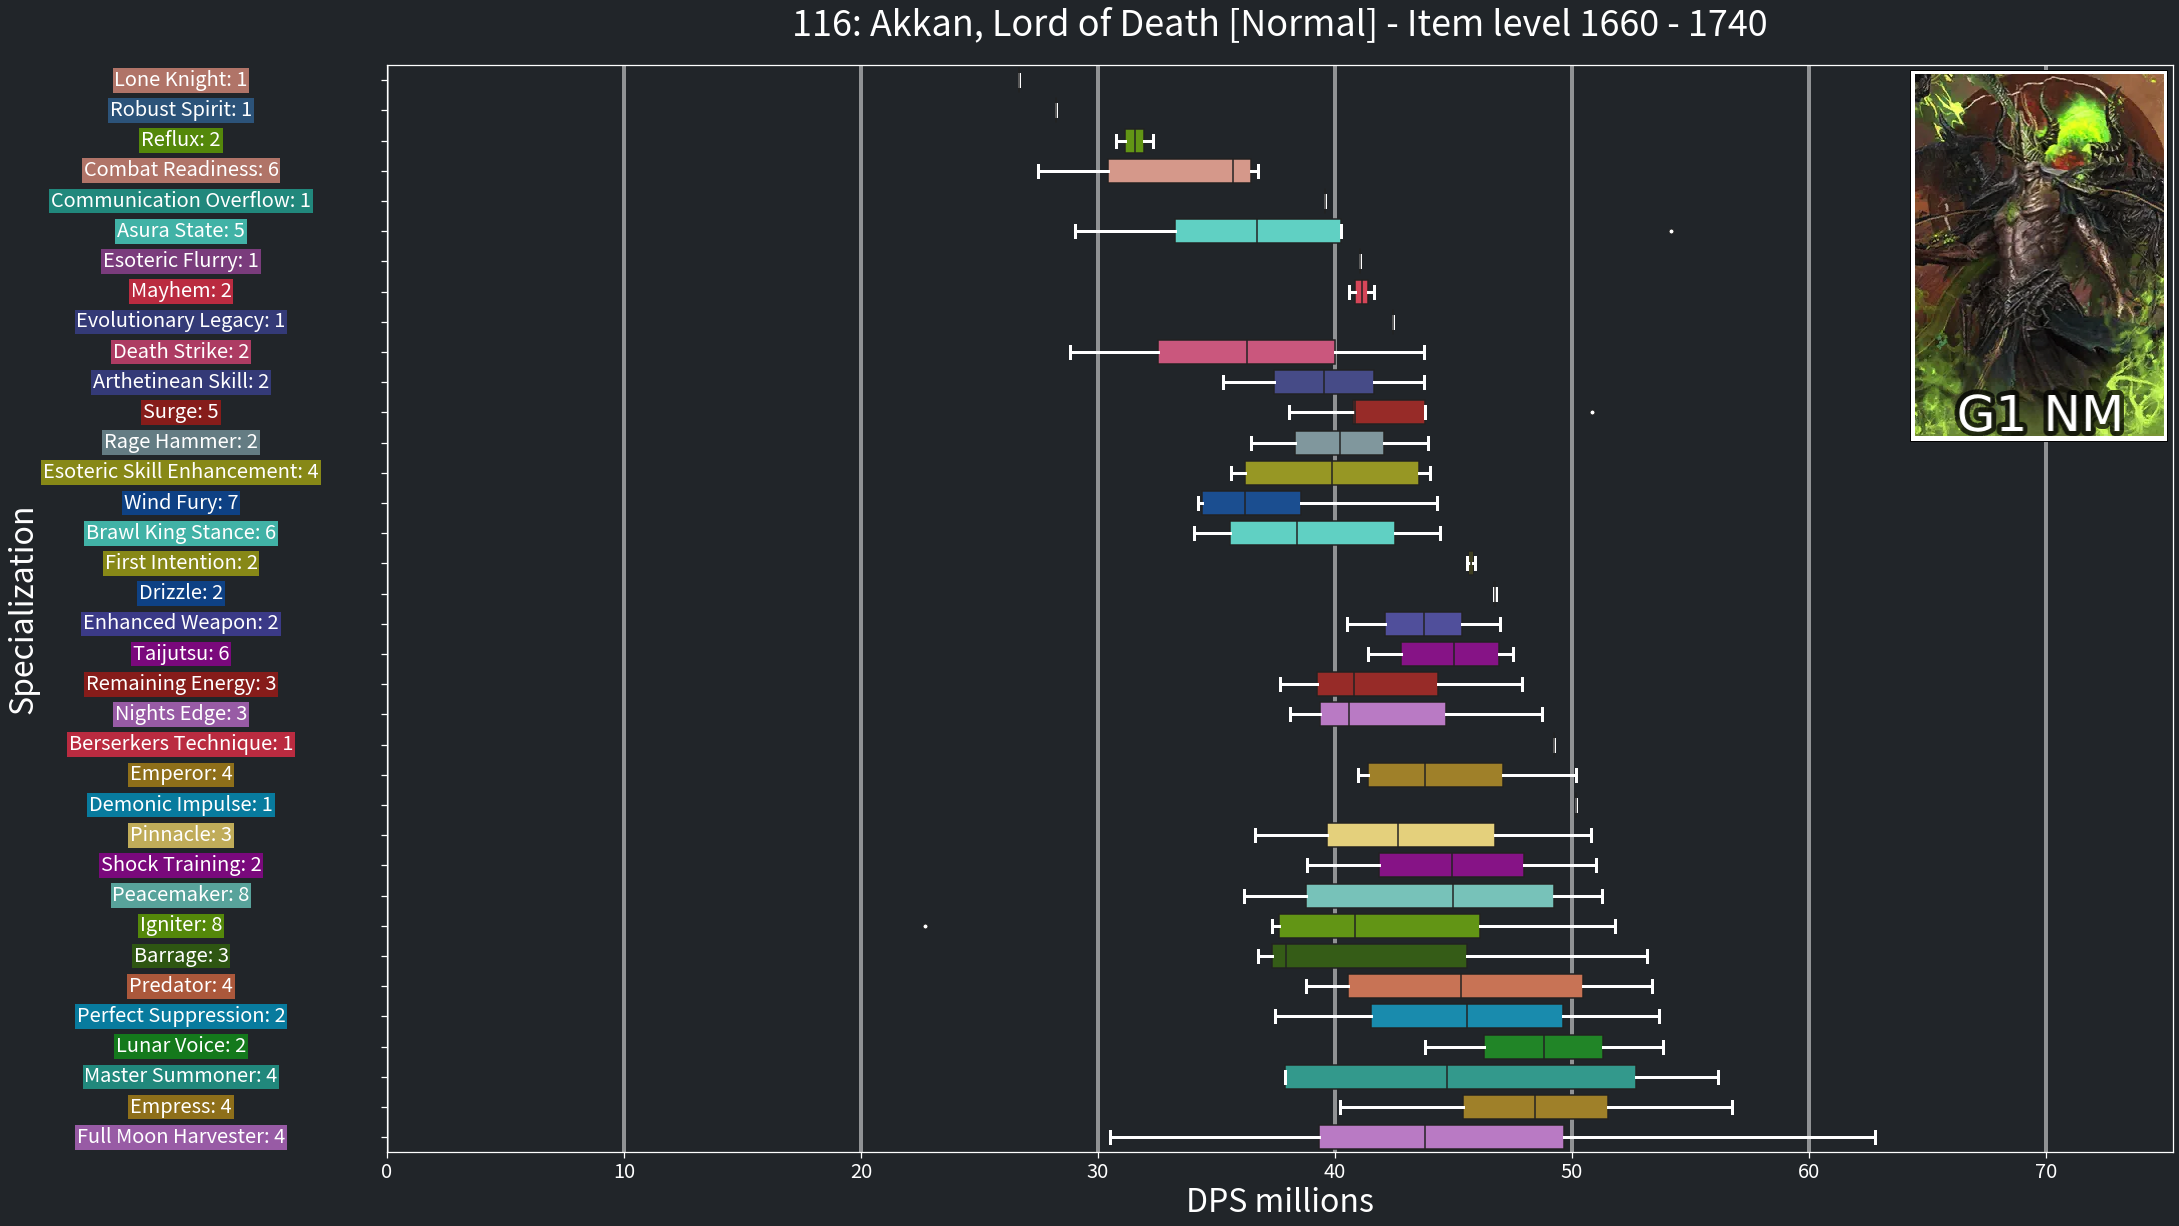 116: Akkan, Lord of Death [Normal] - Item level 1660 - 1740
Specialization
Lone Knight: 1
Robust Spirit: 1
Reflux: 2
Combat Readiness: 6
Communication Overflow: 1
Asura State: 5
Esoteric Flurry: 1
Mayhem: 2
Evolutionary Legacy: 1
Death Strike: 2
Arthetinean Skill: 2
Surge: 5
Rage Hammer: 2
Esoteric Skill Enhancement: 4
Wind Fury: 7
Brawl King Stance: 6
First Intention: 2
Drizzle: 2
Enhanced Weapon: 2
Taijutsu: 6
Remaining Energy: 3
Nights Edge: 3
Berserkers Technique: 1
Emperor: 4
Demonic Impulse: 1
Pinnacle: 3
Shock Training: 2
Peacemaker: 8
Igniter: 8
Barrage: 3
Predator: 4
Perfect Suppression: 2
Lunar Voice: 2
Master Summoner: 4
Empress: 4
Full Moon Harvester: 4
G1 NM
0 10 20 30 40 50 60 70
DPS millions